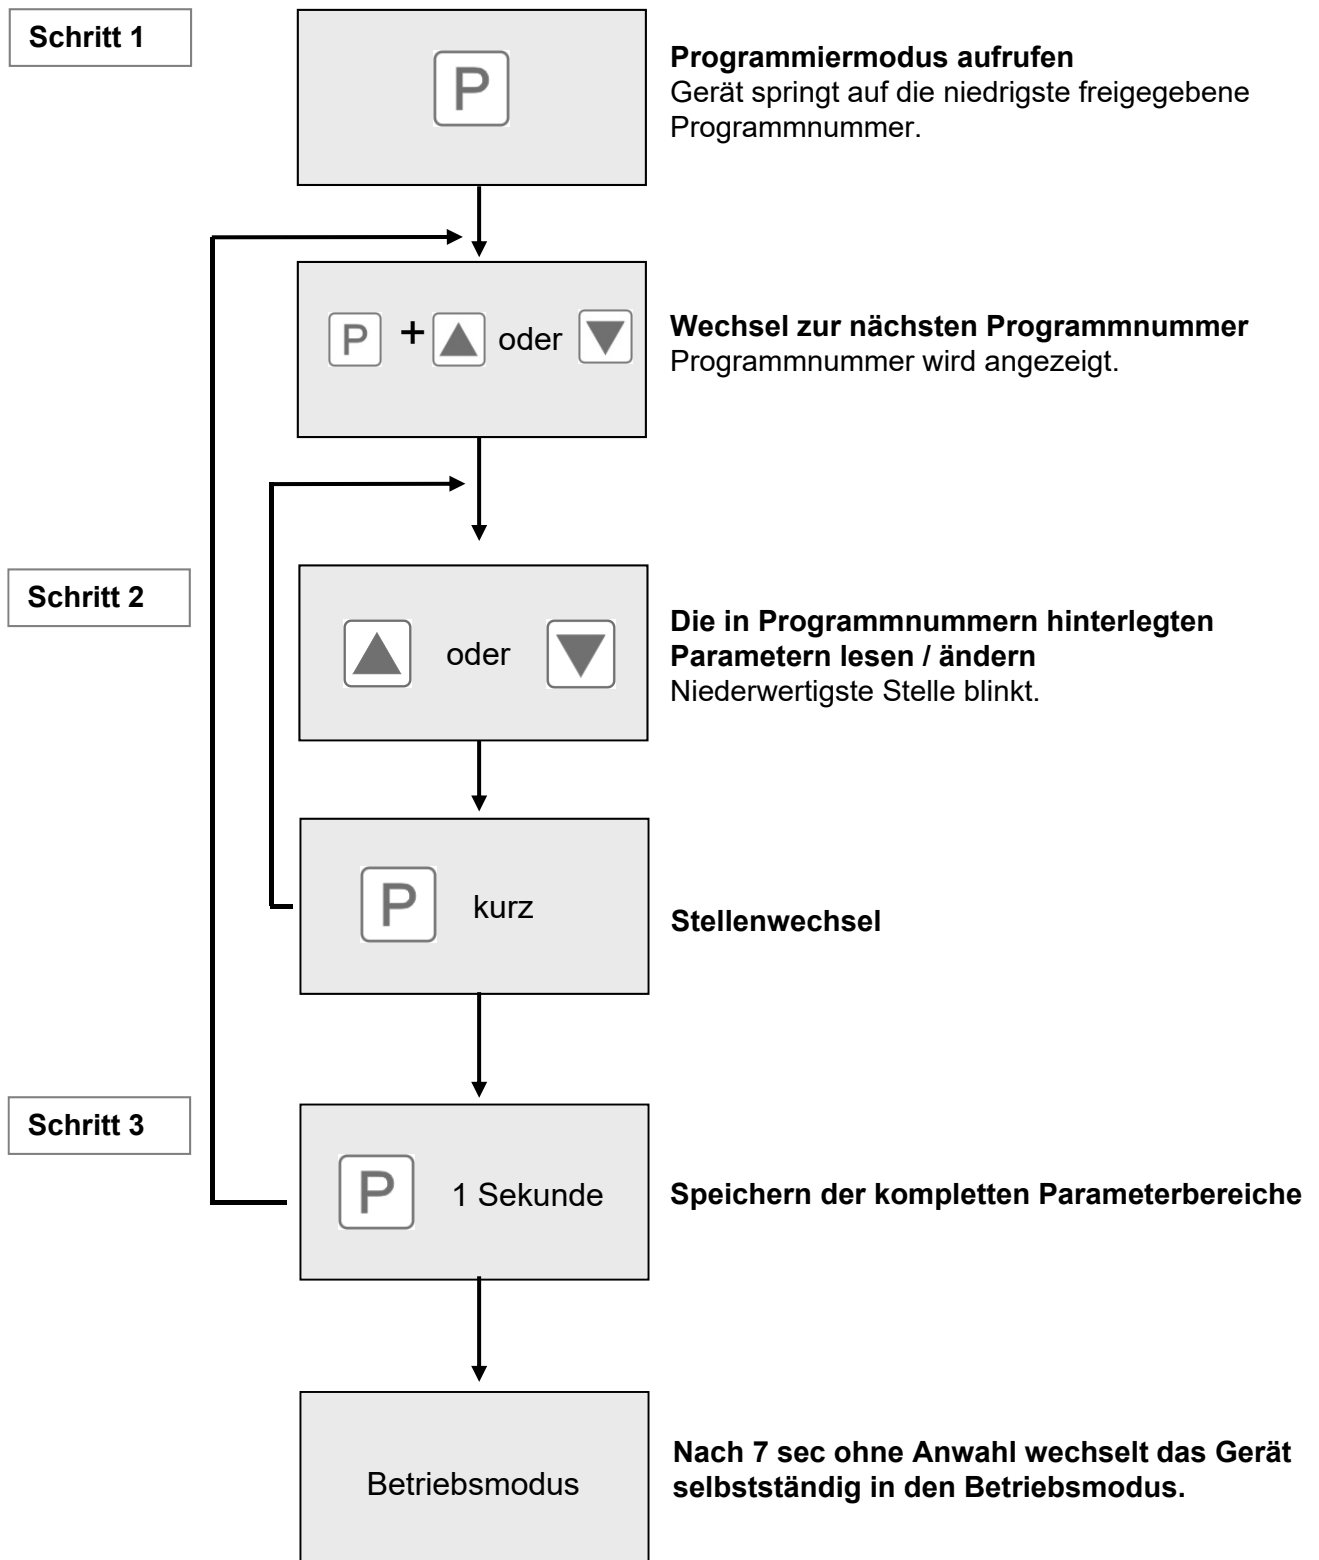 Schritt 1
P
Programmiermodus aufrufen
Gerät springt auf die niedrigste freigegebene
Programmnummer.
P + oder
Wechsel zur nächsten Programmnummer
Programmnummer wird angezeigt.
Schritt 2
oder
Die in Programmnummern hinterlegten
Parametern lesen / ändern
Niederwertigste Stelle blinkt.
P kurz
Stellenwechsel
Schritt 3
P 1 Sekunde
Speichern der kompletten Parameterbereiche
Betriebsmodus
Nach 7 sec ohne Anwahl wechselt das Gerät
selbstständig in den Betriebsmodus.